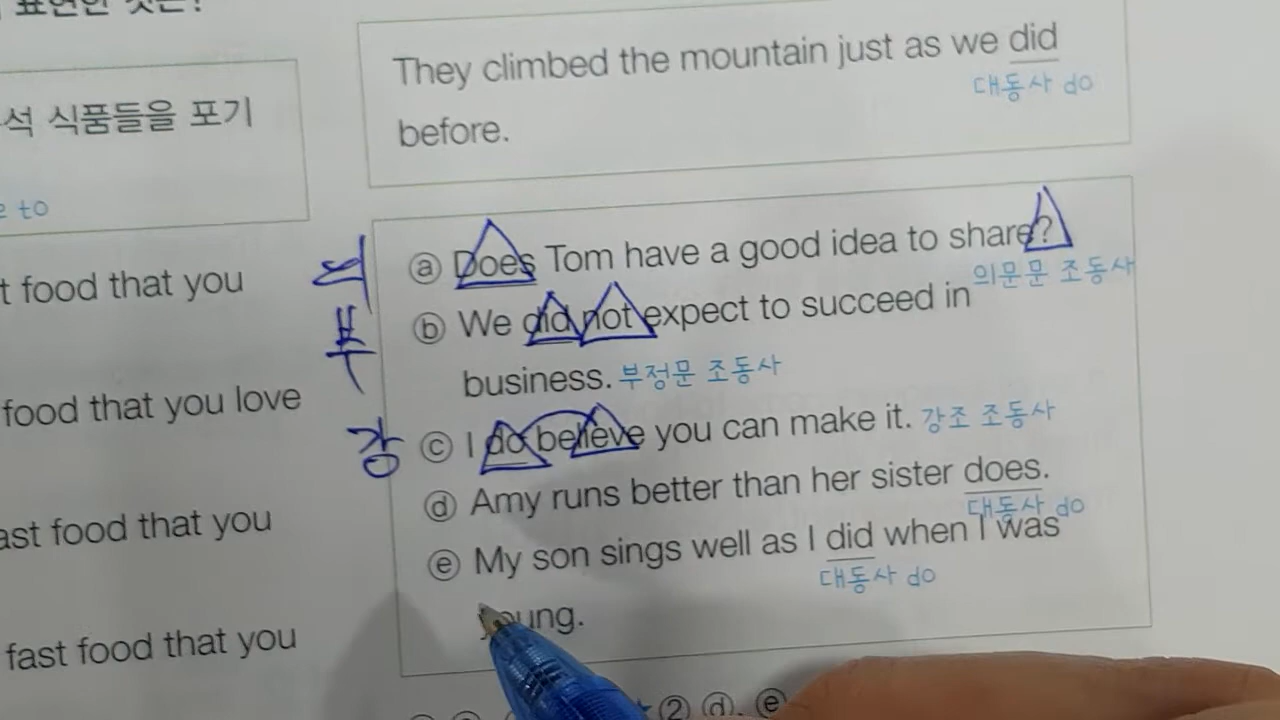 표현한 것은?
석 식품들을 포기
to
t food that you
food that you love
ast food that you
fast food that you
They climbed the mountain just as we did
대동사 do
before.
의 ⓐ Does Tom have a good idea to share?
의문문 조동사
부 ⓑ We did not expect to succeed in
business. 부정문 조동사
강 ⓒ I do believe you can make it. 강조 조동사
ⓓ Amy runs better than her sister does.
대동사 do
ⓔ My son sings well as I did when I was
대동사 do
young.
② ⓓ, ⓔ